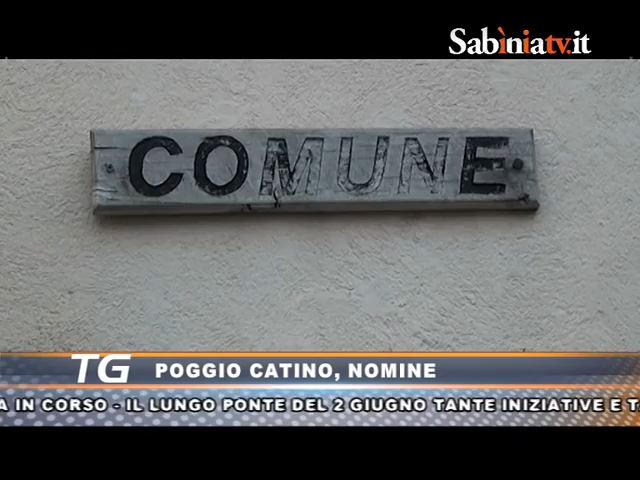 Sabìniatv.it
COMUNE
TG POGGIO CATINO, NOMINE
IN CORSO - IL LUNGO PONTE DEL 2 GIUGNO TANTE INIZIATIVE E